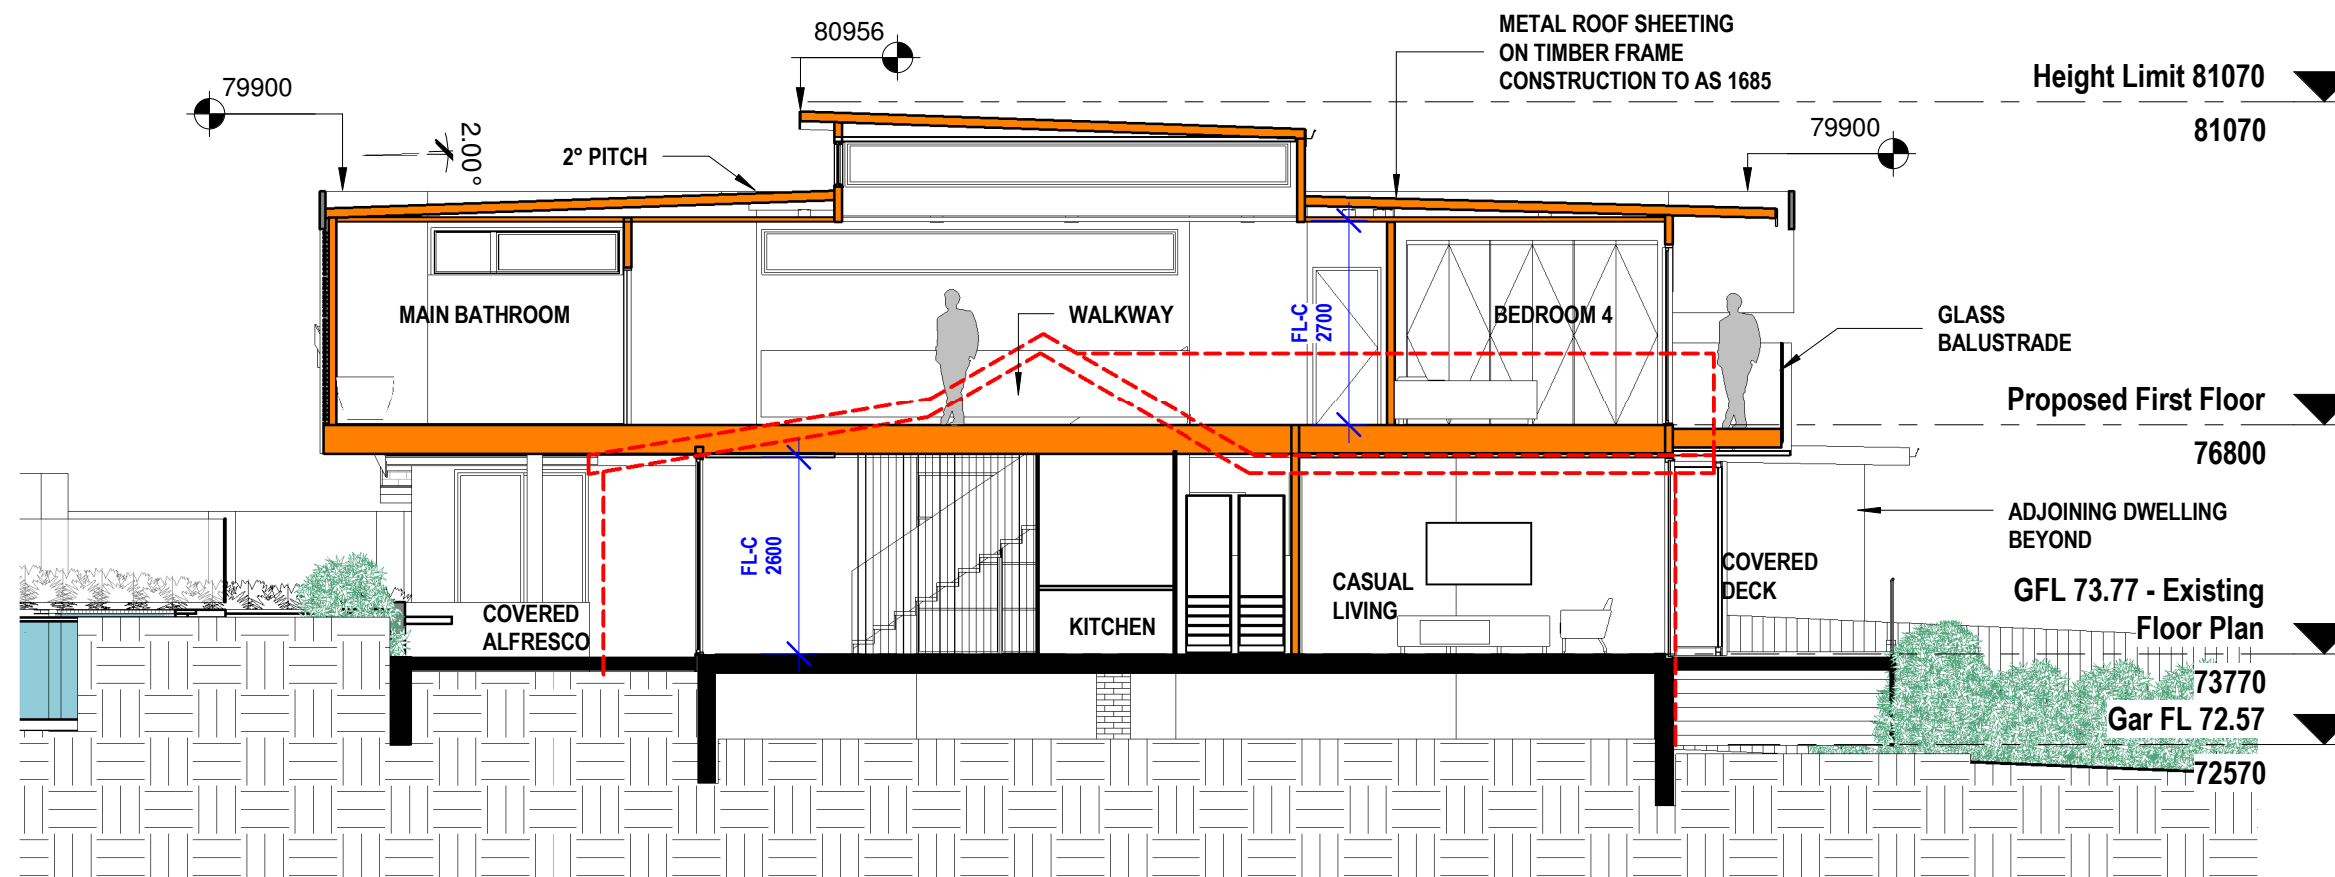 80956
METAL ROOF SHEETING
ON TIMBER FRAME
CONSTRUCTION TO AS 1685
Height Limit 81070
81070
79900
79900
2.00°
2° PITCH
MAIN BATHROOM
WALKWAY
FL-C
2700
BEDROOM 4
GLASS
BALUSTRADE
Proposed First Floor
76800
ADJOINING DWELLING
BEYOND
FL-C
2600
CASUAL
LIVING
COVERED
DECK
COVERED
ALFRESCO
KITCHEN
GFL 73.77 - Existing
Floor Plan
73770
Gar FL 72.57
72570